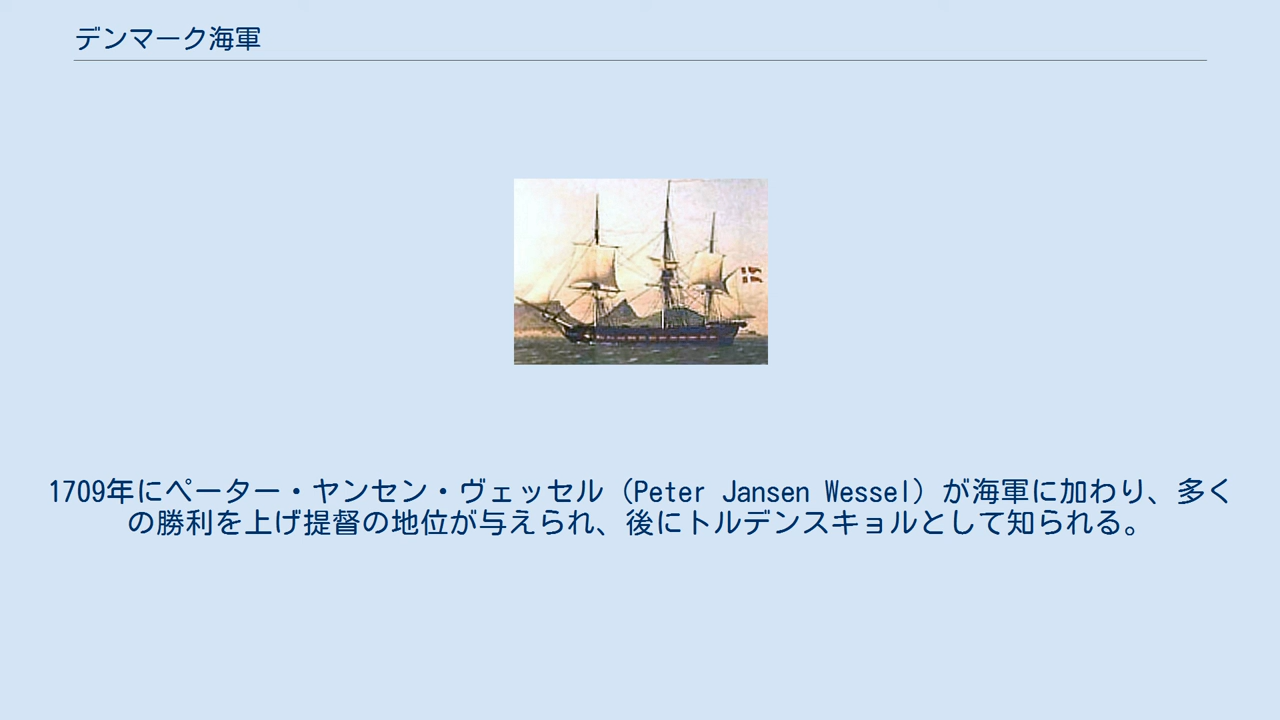 デンマーク海軍
1709年にペーター・ヤンセン・ヴェッセル（Peter Jansen Wessel）が海軍に加わり、多く
の勝利を上げ提督の地位が与えられ、後にトルデンスキョルとして知られる。